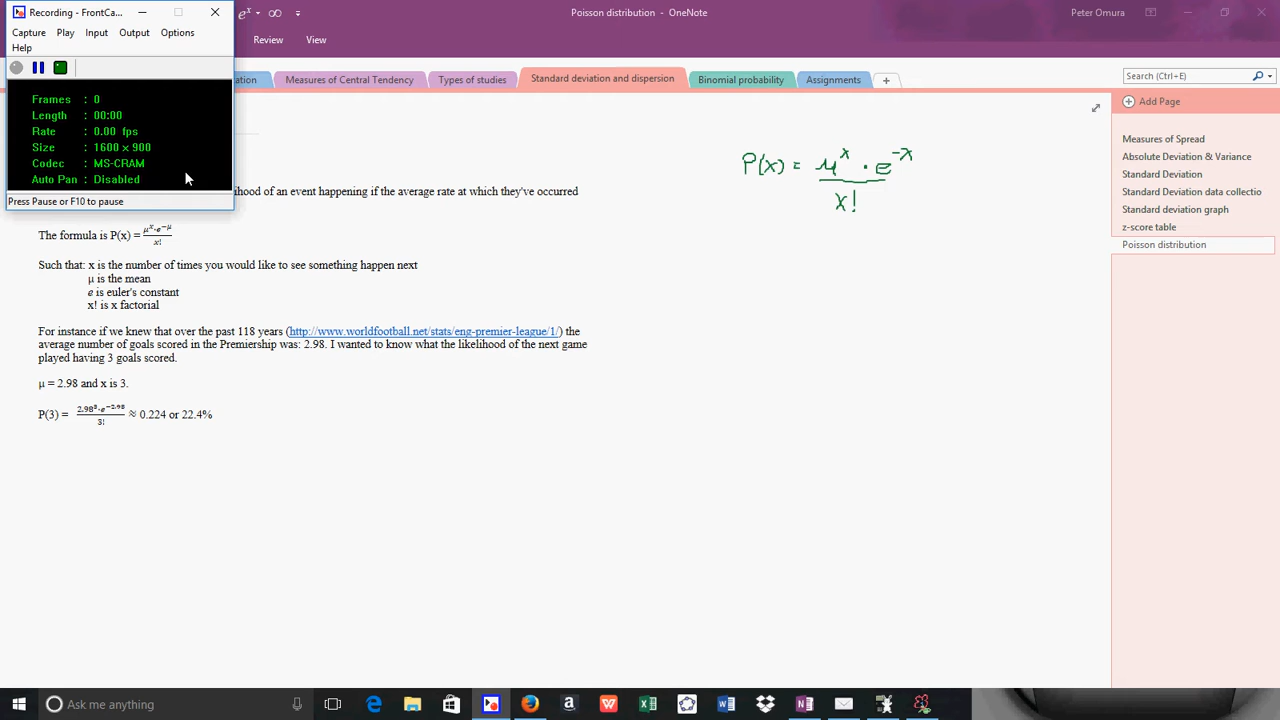 Recording - FrontCa...
Poisson distribution - OneNote
Peter Omura
Capture Play Input Output Options
Help
Review View
Frames : 0
Length : 00:00
Rate : 0.00 fps
Size : 1600 x 900
Codec : MS-CRAM
Auto Pan : Disabled
Press Pause or F10 to pause
ation
Measures of Central Tendency
Types of studies
Standard deviation and dispersion
Binomial probability
Assignments
Search (Ctrl+E)
Add Page
Measures of Spread
Absolute Deviation & Variance
Standard Deviation
Standard deviation data collectio
Standard deviation graph
z-score table
Poisson distribution
ihood of an event happening if the average rate at which they've occurred
The formula is P(x) = μ^x·e^−μ / x!
Such that: x is the number of times you would like to see something happen next
μ is the mean
e is euler's constant
x! is x factorial
For instance if we knew that over the past 118 years (http://www.worldfootball.net/stats/eng-premier-league/1/) the
average number of goals scored in the Premiership was: 2.98. I wanted to know what the likelihood of the next game
played having 3 goals scored.
μ = 2.98 and x is 3.
P(3) = 2.98^3·e^−2.98 / 3! ≈ 0.224 or 22.4%
P(x) = μ^x · e^-x / x!
Ask me anything